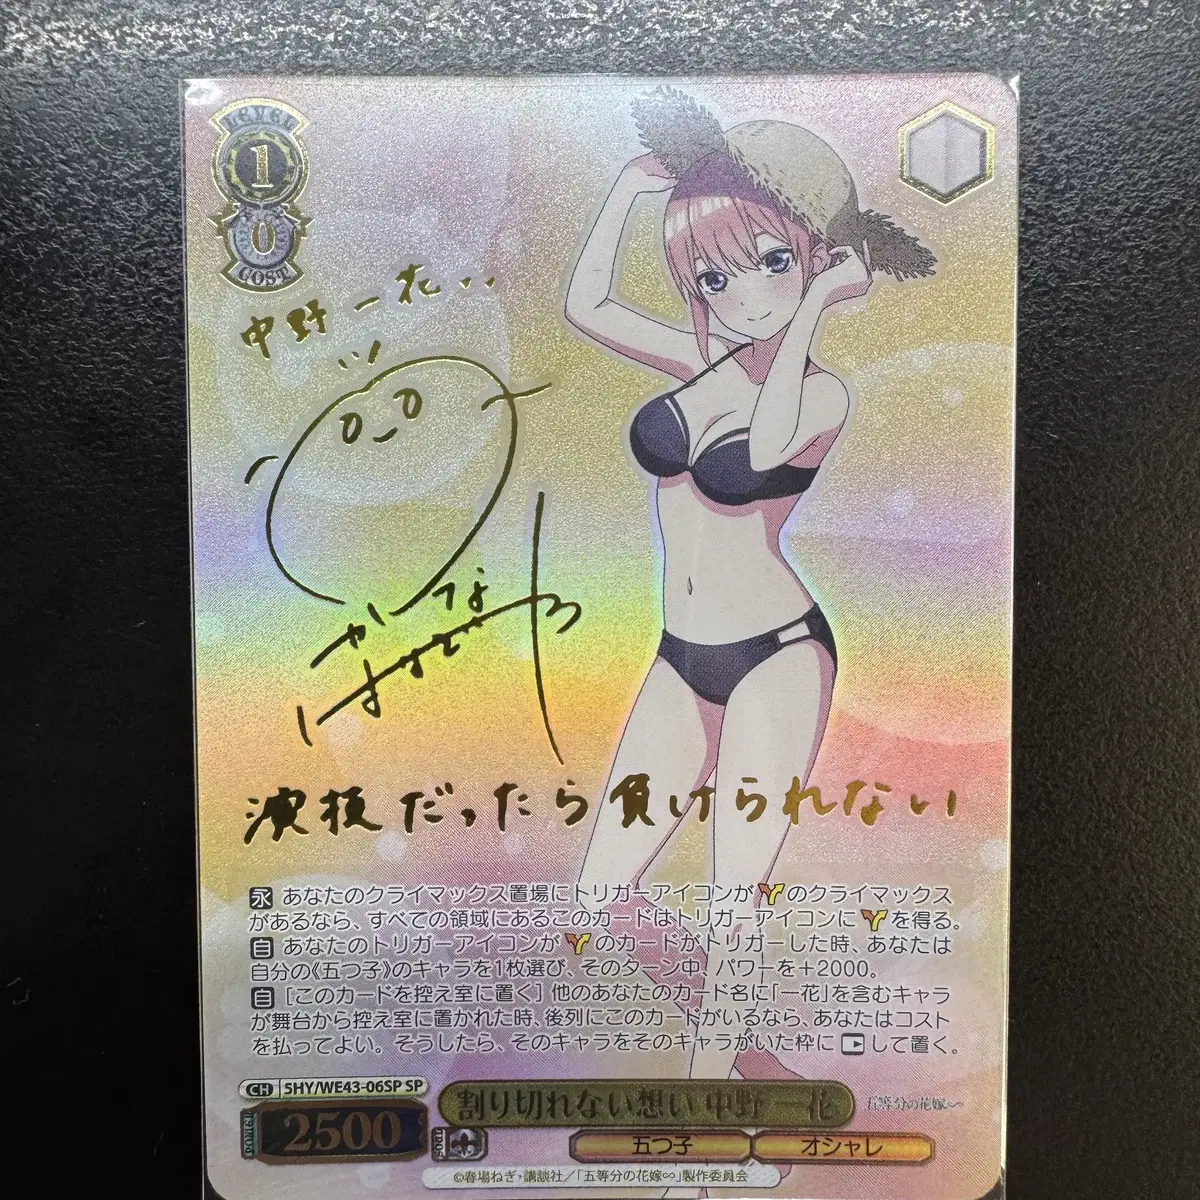 LEVEL
1
0
COST
中野 一花
かな
はなざわ
演技だったら負けられない
永 あなたのクライマックス置場にトリガーアイコンがのクライマックス
があるなら、すべての領域にあるこのカードはトリガーアイコンにを得る。
自 あなたのトリガーアイコンがのカードがトリガーした時、あなたは
自分の《五つ子》のキャラを1枚選び、そのターン中、パワーを+2000。
自 [このカードを控え室に置く] 他のあなたのカード名に「一花」を含むキャラ
が舞台から控え室に置かれた時、後列にこのカードがいるなら、あなたはコスト
を払ってよい。そうしたら、そのキャラをそのキャラがいた枠にして置く。
CH 5HY/WE43-06SP SP
割り切れない想い 中野 一花
五等分の花嫁∽
POWER 2500 SOUL
五つ子 オシャレ
©春場ねぎ・講談社/「五等分の花嫁∽」製作委員会